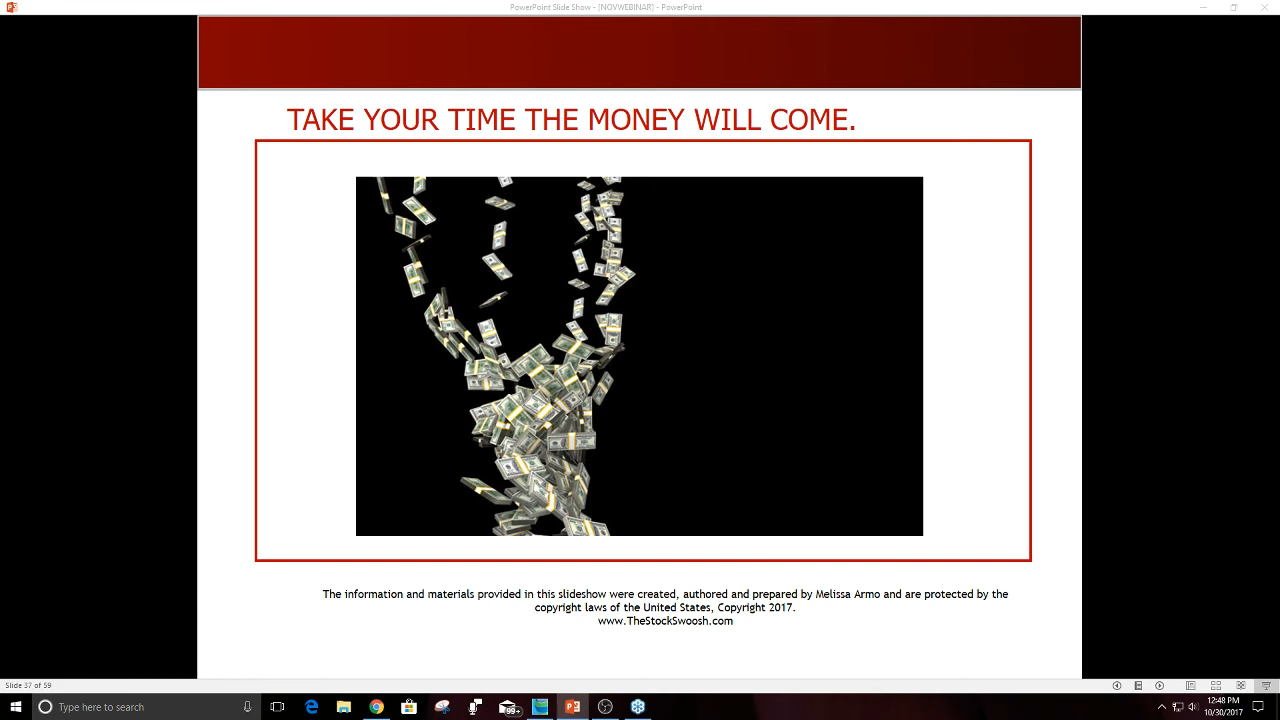 PowerPoint Slide Show - [NOVWEBINAR] - PowerPoint
TAKE YOUR TIME THE MONEY WILL COME.
The information and materials provided in this slideshow were created, authored and prepared by Melissa Armo and are protected by the
copyright laws of the United States, Copyright 2017.
www.TheStockSwoosh.com
Slide 37 of 59
Type here to search
99+
12:48 PM
10/30/2017